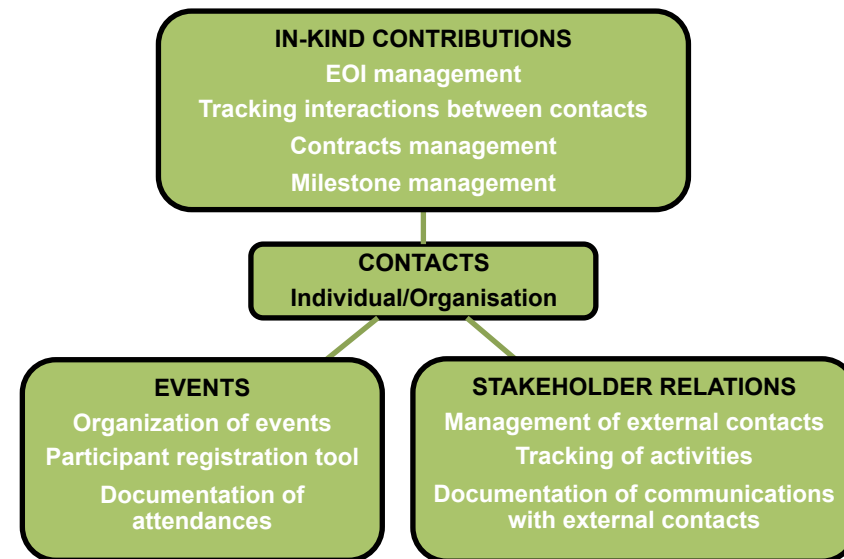 IN-KIND CONTRIBUTIONS
EOI management
Tracking interactions between contacts
Contracts management
Milestone management
CONTACTS
Individual/Organisation
EVENTS
Organization of events
Participant registration tool
Documentation of
attendances
STAKEHOLDER RELATIONS
Management of external contacts
Tracking of activities
Documentation of communications
with external contacts